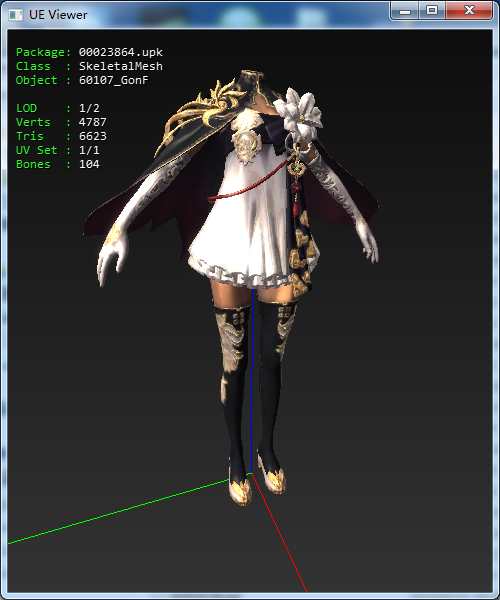 UE Viewer
Package: 00023864.upk
Class : SkeletalMesh
Object : 60107_GonF
LOD : 1/2
Verts : 4787
Tris : 6623
UV Set : 1/1
Bones : 104